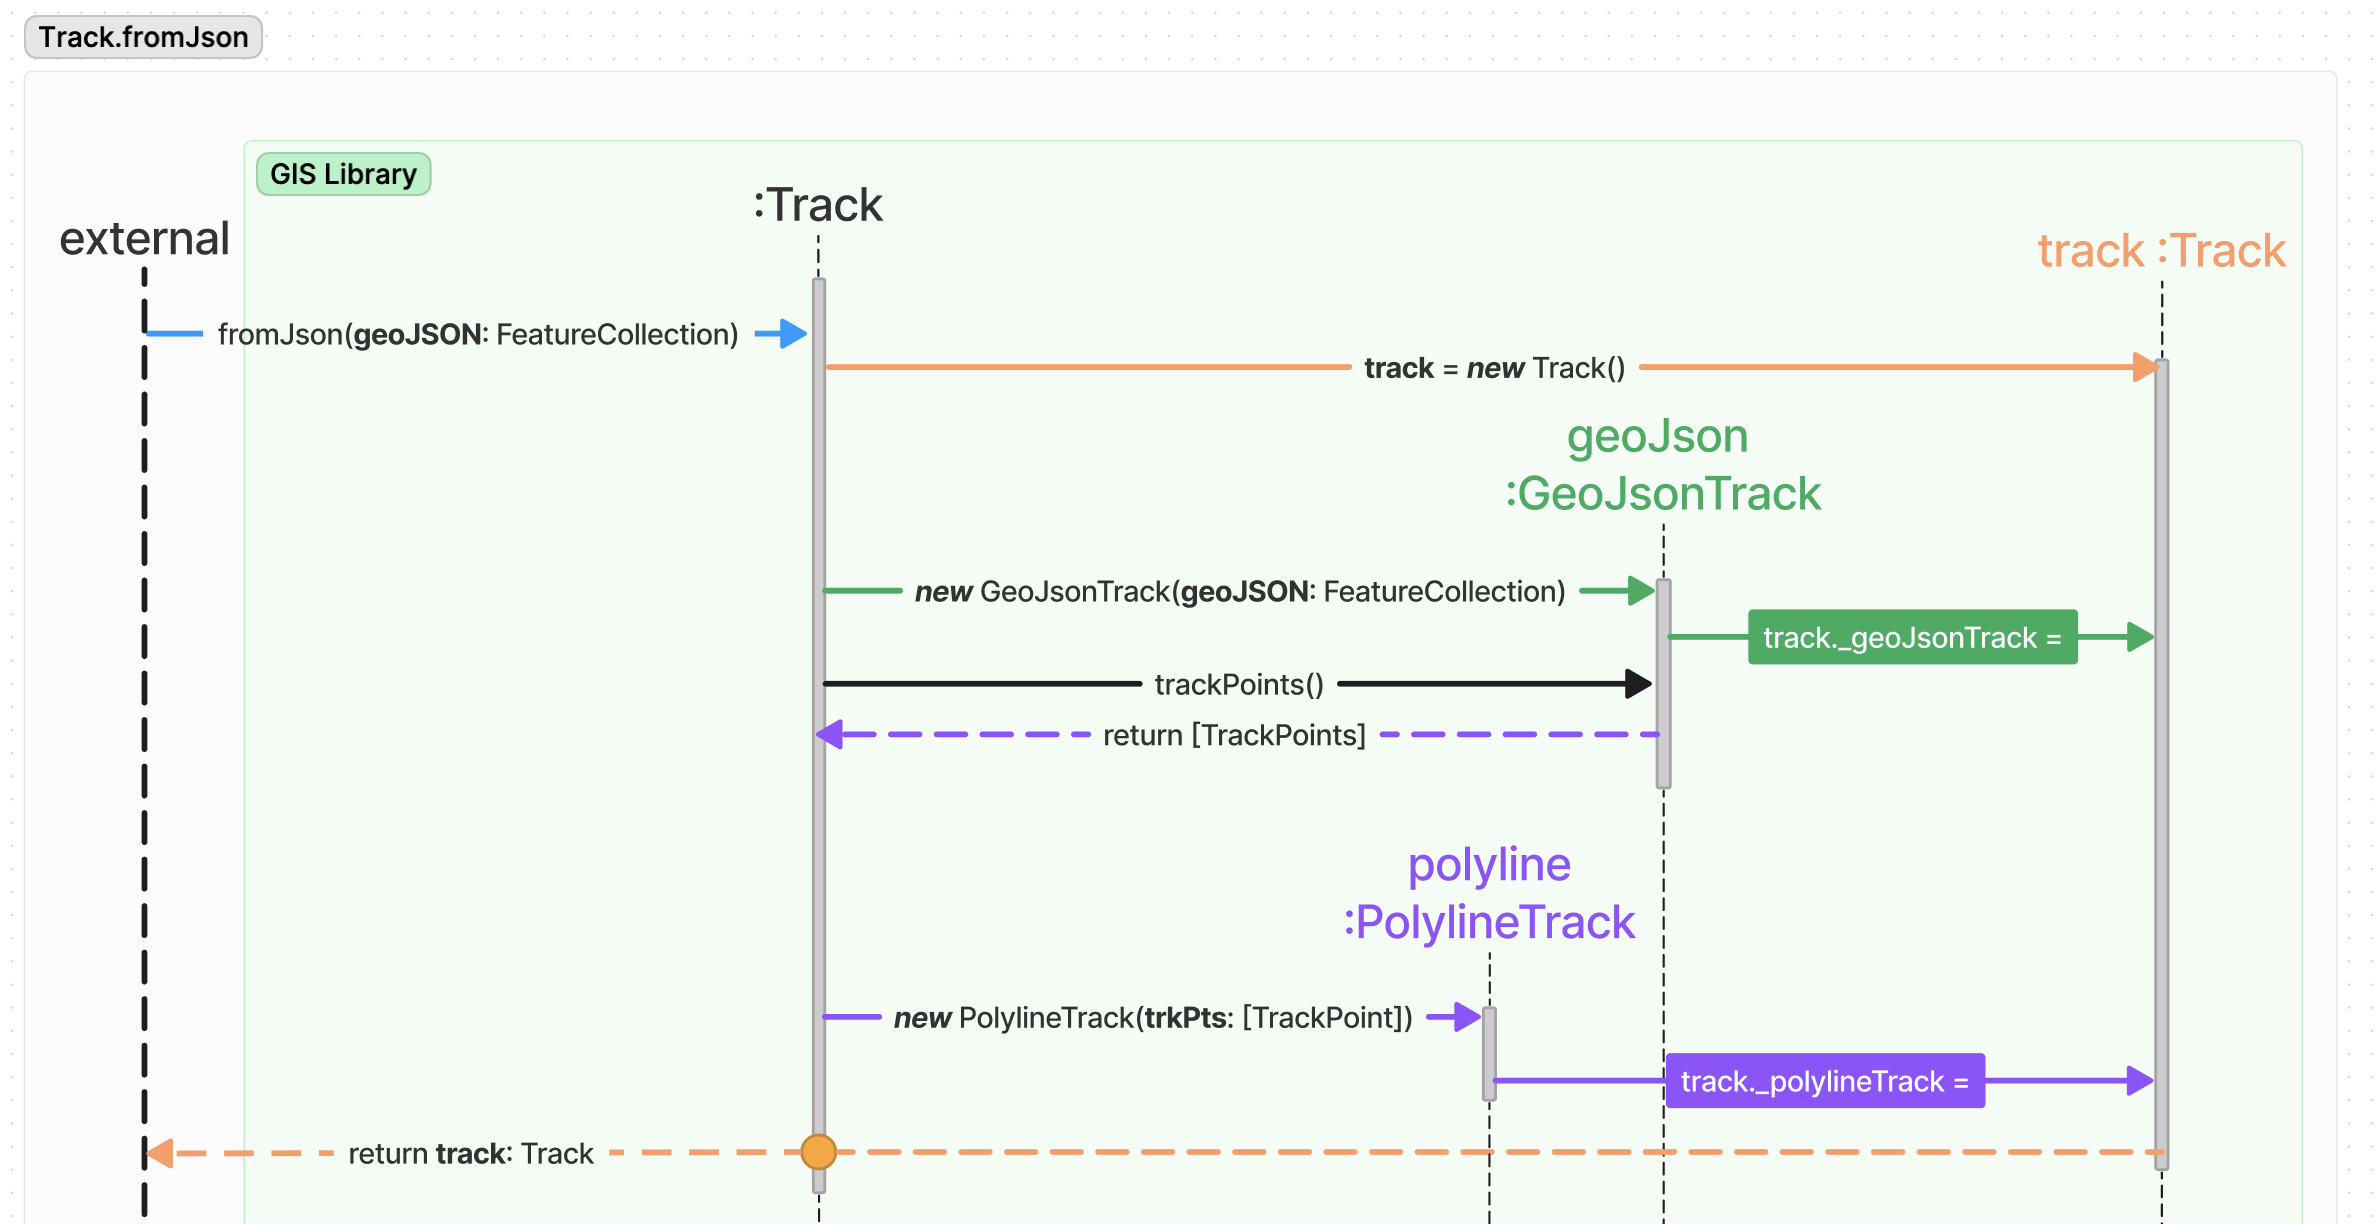 Track.fromJson
GIS Library
:Track
external
track :Track
fromJson(geoJSON: FeatureCollection)
track = new Track()
geoJson
:GeoJsonTrack
new GeoJsonTrack(geoJSON: FeatureCollection)
track._geoJsonTrack =
trackPoints()
return [TrackPoints]
polyline
:PolylineTrack
new PolylineTrack(trkPts: [TrackPoint])
track._polylineTrack =
return track: Track